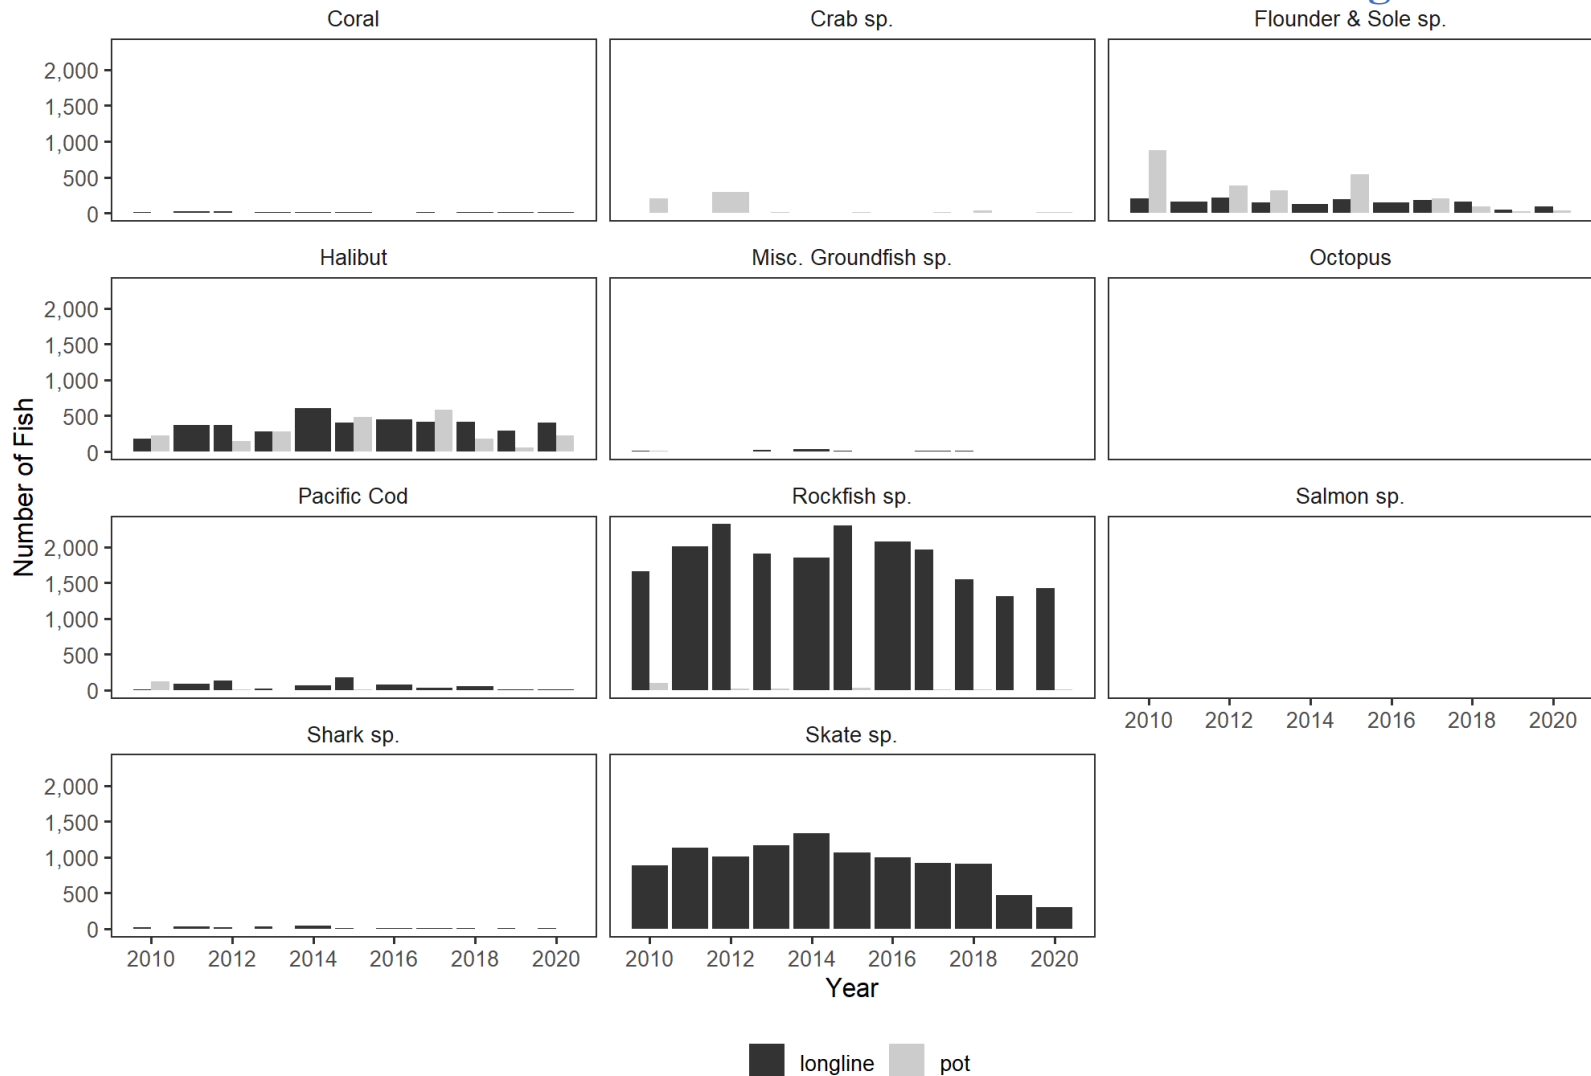 Coral
Crab sp.
Flounder & Sole sp.
2,000
1,500
1,000
500
0
Halibut
Misc. Groundfish sp.
Octopus
2,000
1,500
1,000
500
0
Number of Fish
Pacific Cod
Rockfish sp.
Salmon sp.
2,000
1,500
1,000
500
0
2010 2012 2014 2016 2018 2020
Shark sp.
Skate sp.
2,000
1,500
1,000
500
0
2010 2012 2014 2016 2018 2020
2010 2012 2014 2016 2018 2020
Year
longline pot